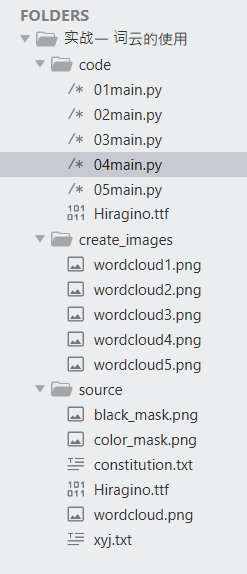 FOLDERS
实战一 词云的使用
code
01main.py
02main.py
03main.py
04main.py
05main.py
Hiragino.ttf
create_images
wordcloud1.png
wordcloud2.png
wordcloud3.png
wordcloud4.png
wordcloud5.png
source
black_mask.png
color_mask.png
constitution.txt
Hiragino.ttf
wordcloud.png
xyj.txt